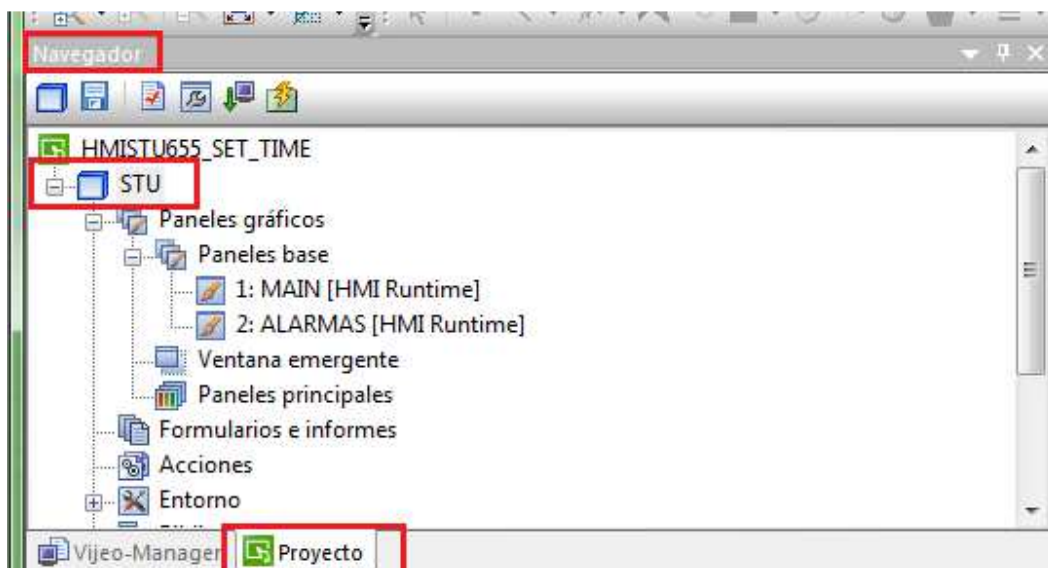 Navegador
HMISTU655_SET_TIME
STU
Paneles gráficos
Paneles base
1: MAIN [HMI Runtime]
2: ALARMAS [HMI Runtime]
Ventana emergente
Paneles principales
Formularios e informes
Acciones
Entorno
Vijeo-Manager Proyecto